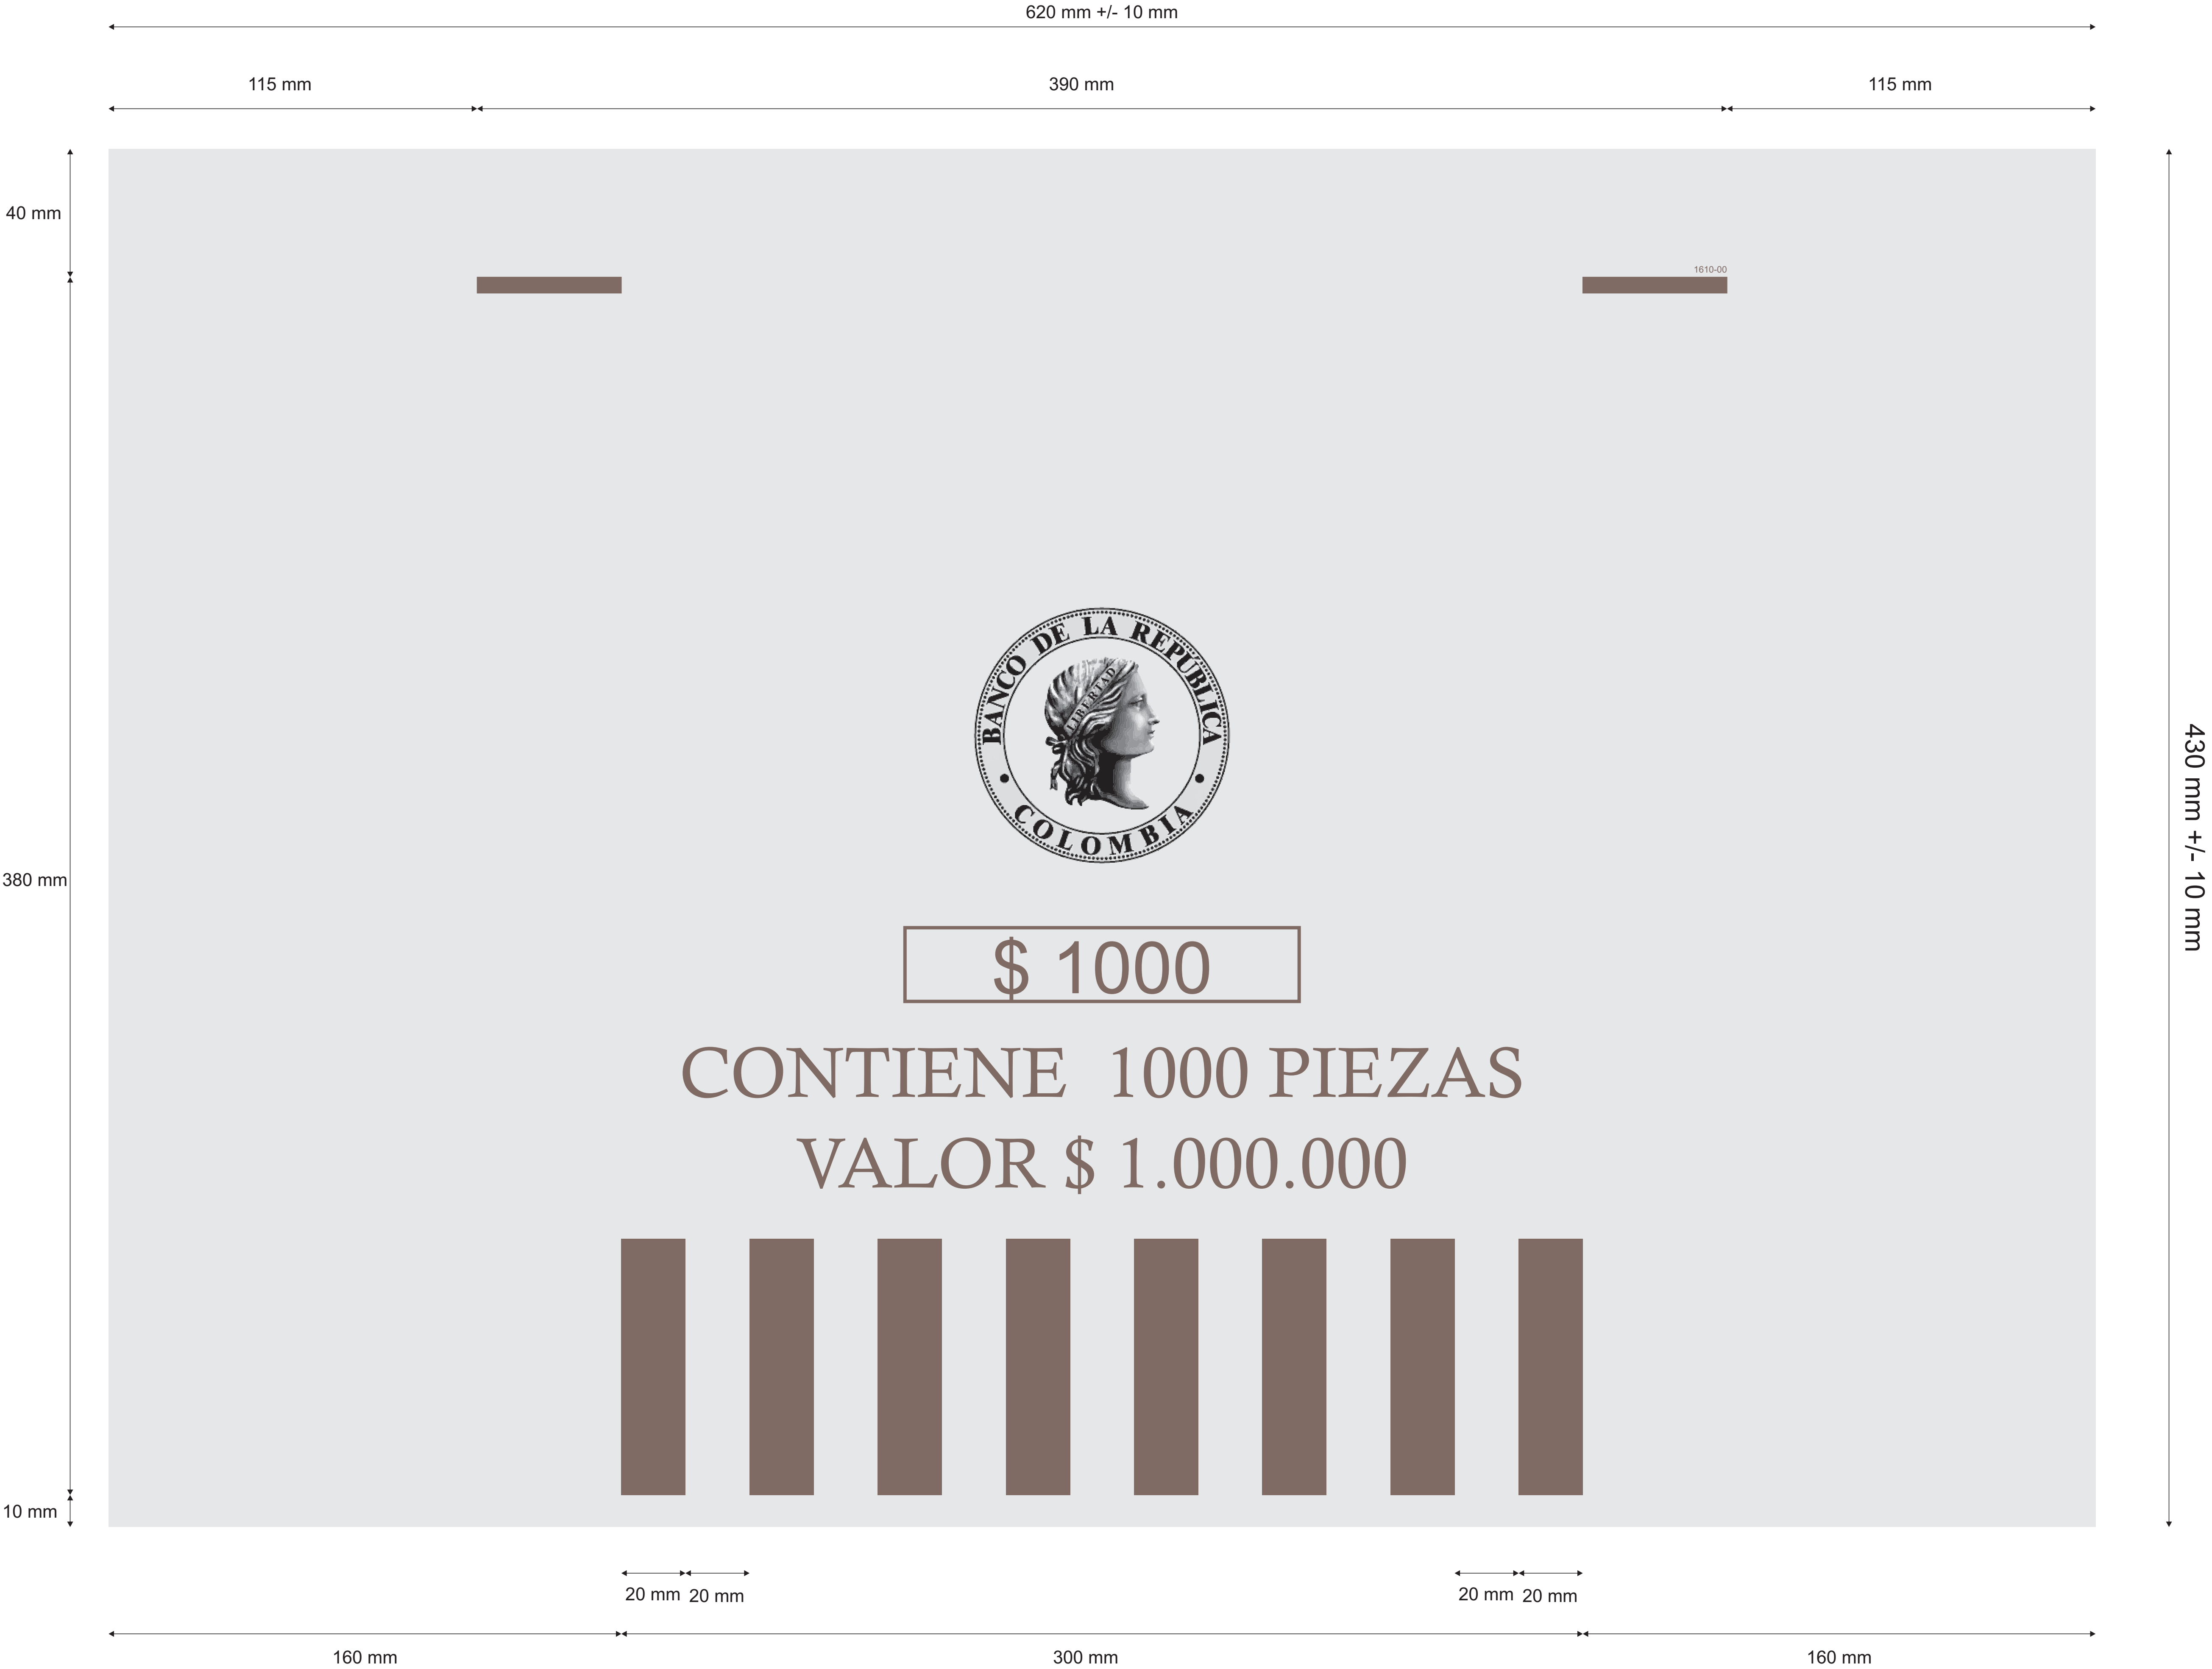 620 mm +/- 10 mm
115 mm
390 mm
115 mm
40 mm
1610-00
BANCO DE LA REPÚBLICA
LIBERTAD
COLOMBIA
430 mm +/- 10 mm
380 mm
$ 1000
CONTIENE 1000 PIEZAS
VALOR $ 1.000.000
10 mm
20 mm 20 mm
20 mm 20 mm
160 mm
300 mm
160 mm